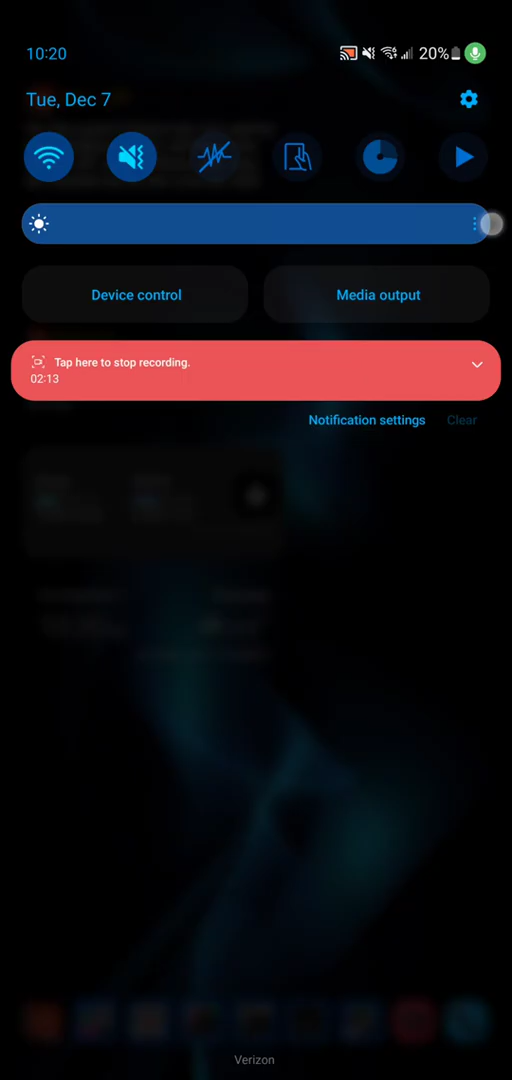 10:20
20%
Tue, Dec 7
Device control
Media output
Tap here to stop recording.
02:13
Notification settings
Clear
Verizon